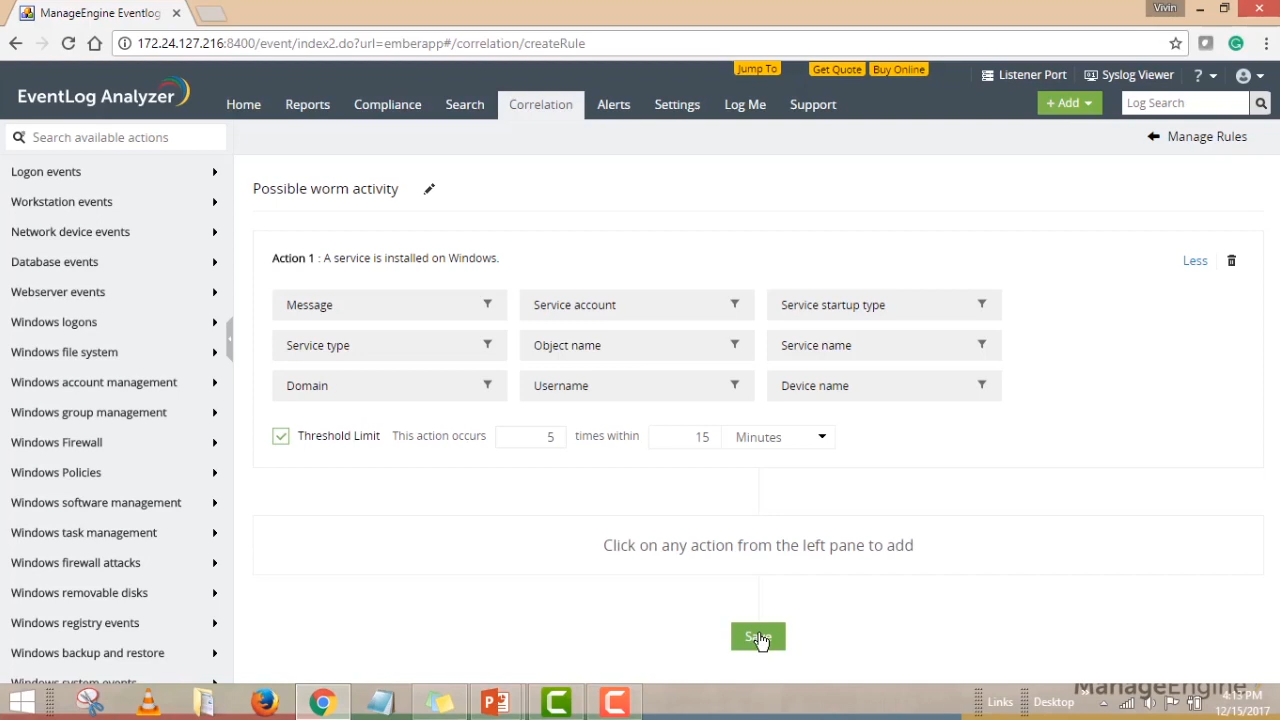 ManageEngine Eventlog
Vivin
172.24.127.216:8400/event/index2.do?url=emberapp#/correlation/createRule
Jump To
Get Quote
Buy Online
Listener Port
Syslog Viewer
?
EventLog Analyzer
Home
Reports
Compliance
Search
Correlation
Alerts
Settings
Log Me
Support
+ Add
Log Search
Search available actions
Manage Rules
Logon events
Workstation events
Network device events
Database events
Webserver events
Windows logons
Windows file system
Windows account management
Windows group management
Windows Firewall
Windows Policies
Windows software management
Windows task management
Windows firewall attacks
Windows removable disks
Windows registry events
Windows backup and restore
Windows system events
Possible worm activity
Action 1 : A service is installed on Windows.
Less
Message
Service account
Service startup type
Service type
Object name
Service name
Domain
Username
Device name
Threshold Limit This action occurs 5 times within 15 Minutes
Click on any action from the left pane to add
Save
ManageEngine
Links
Desktop
4:13 PM
12/15/2017